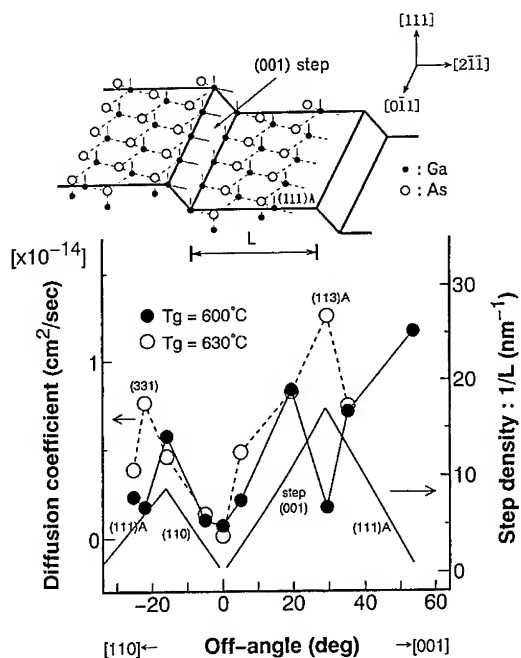 [111]
(001) step
[21̄1̄]
[01̄1]
● : Ga
○ : As
(111)A
L
[x10⁻¹⁴]
Diffusion coefficient (cm²/sec)
Step density : 1/L (nm⁻¹)
● Tg = 600°C
○ Tg = 630°C
(113)A
(331)
30
20
10
0
1
0
(111)A
(110)
step
(001)
(111)A
-20
0
20
40
60
[110]←
Off-angle (deg)
→[001]